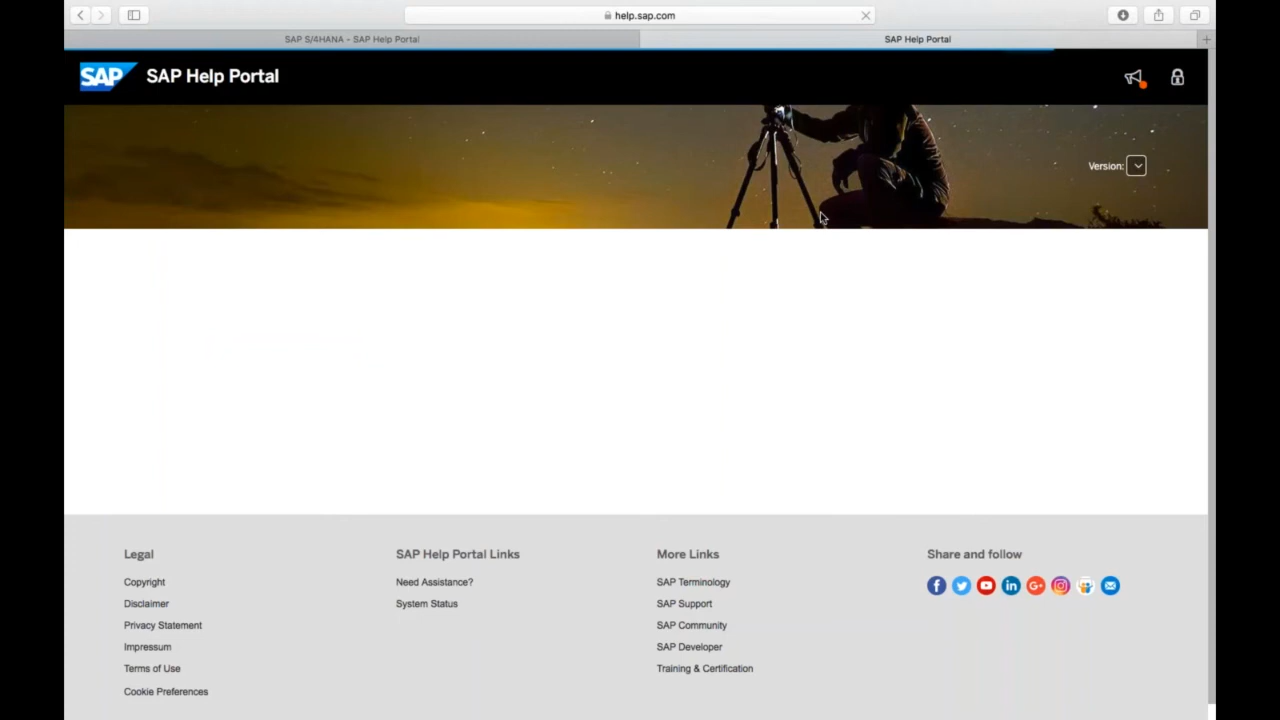 help.sap.com
SAP S/4HANA - SAP Help Portal
SAP Help Portal
SAP SAP Help Portal
Version:
Legal
Copyright
Disclaimer
Privacy Statement
Impressum
Terms of Use
Cookie Preferences
SAP Help Portal Links
Need Assistance?
System Status
More Links
SAP Terminology
SAP Support
SAP Community
SAP Developer
Training & Certification
Share and follow